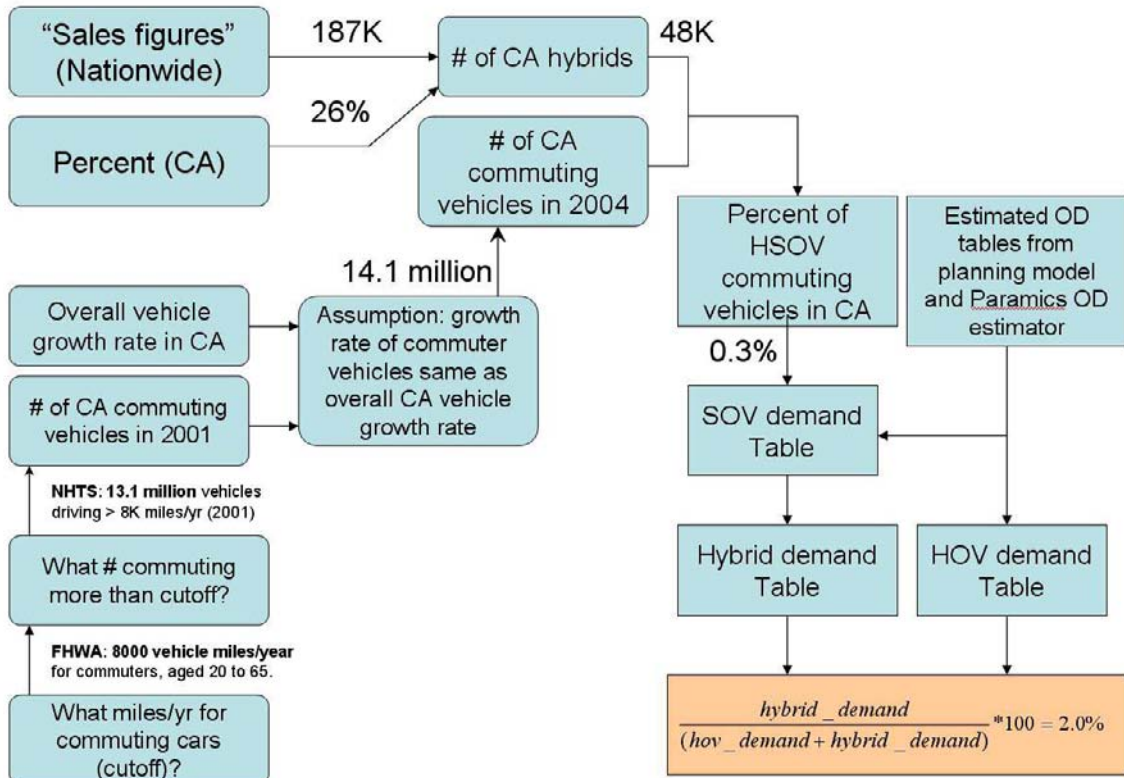 “Sales figures”
(Nationwide)
187K
# of CA hybrids
48K
26%
Percent (CA)
# of CA
commuting
vehicles in 2004
Percent of
HSOV
commuting
vehicles in CA
Estimated OD
tables from
planning model
and Paramics OD
estimator
14.1 million
Overall vehicle
growth rate in CA
Assumption: growth
rate of commuter
vehicles same as
overall CA vehicle
growth rate
0.3%
# of CA commuting
vehicles in 2001
SOV demand
Table
NHTS: 13.1 million vehicles
driving > 8K miles/yr (2001)
What # commuting
more than cutoff?
Hybrid demand
Table
HOV demand
Table
FHWA: 8000 vehicle miles/year
for commuters, aged 20 to 65.
What miles/yr for
commuting cars
(cutoff)?
hybrid_demand
(hov_demand+hybrid_demand)
*100 = 2.0%